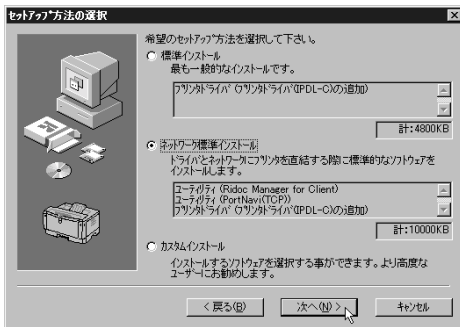 セットアップ方法の選択
希望のセットアップ方法を選択して下さい。
標準インストール
最も一般的なインストールです。
プリンタドライバ (プリンタドライバ(RPDL-C)の追加)
計:4800KB
ネットワーク標準インストール
ドライバとネットワークにプリンタを直結する際に標準的なソフトウェアを
インストールします。
ユーティリティ (Ridoc Manager for Client)
ユーティリティ (PortNavi(TCP))
プリンタドライバ (プリンタドライバ(RPDL-C)の追加)
計:10000KB
カスタムインストール
インストールするソフトウェアを選択する事ができます。より高度な
ユーザーにお勧めします。
< 戻る(B)
次へ(N) >
キャンセル